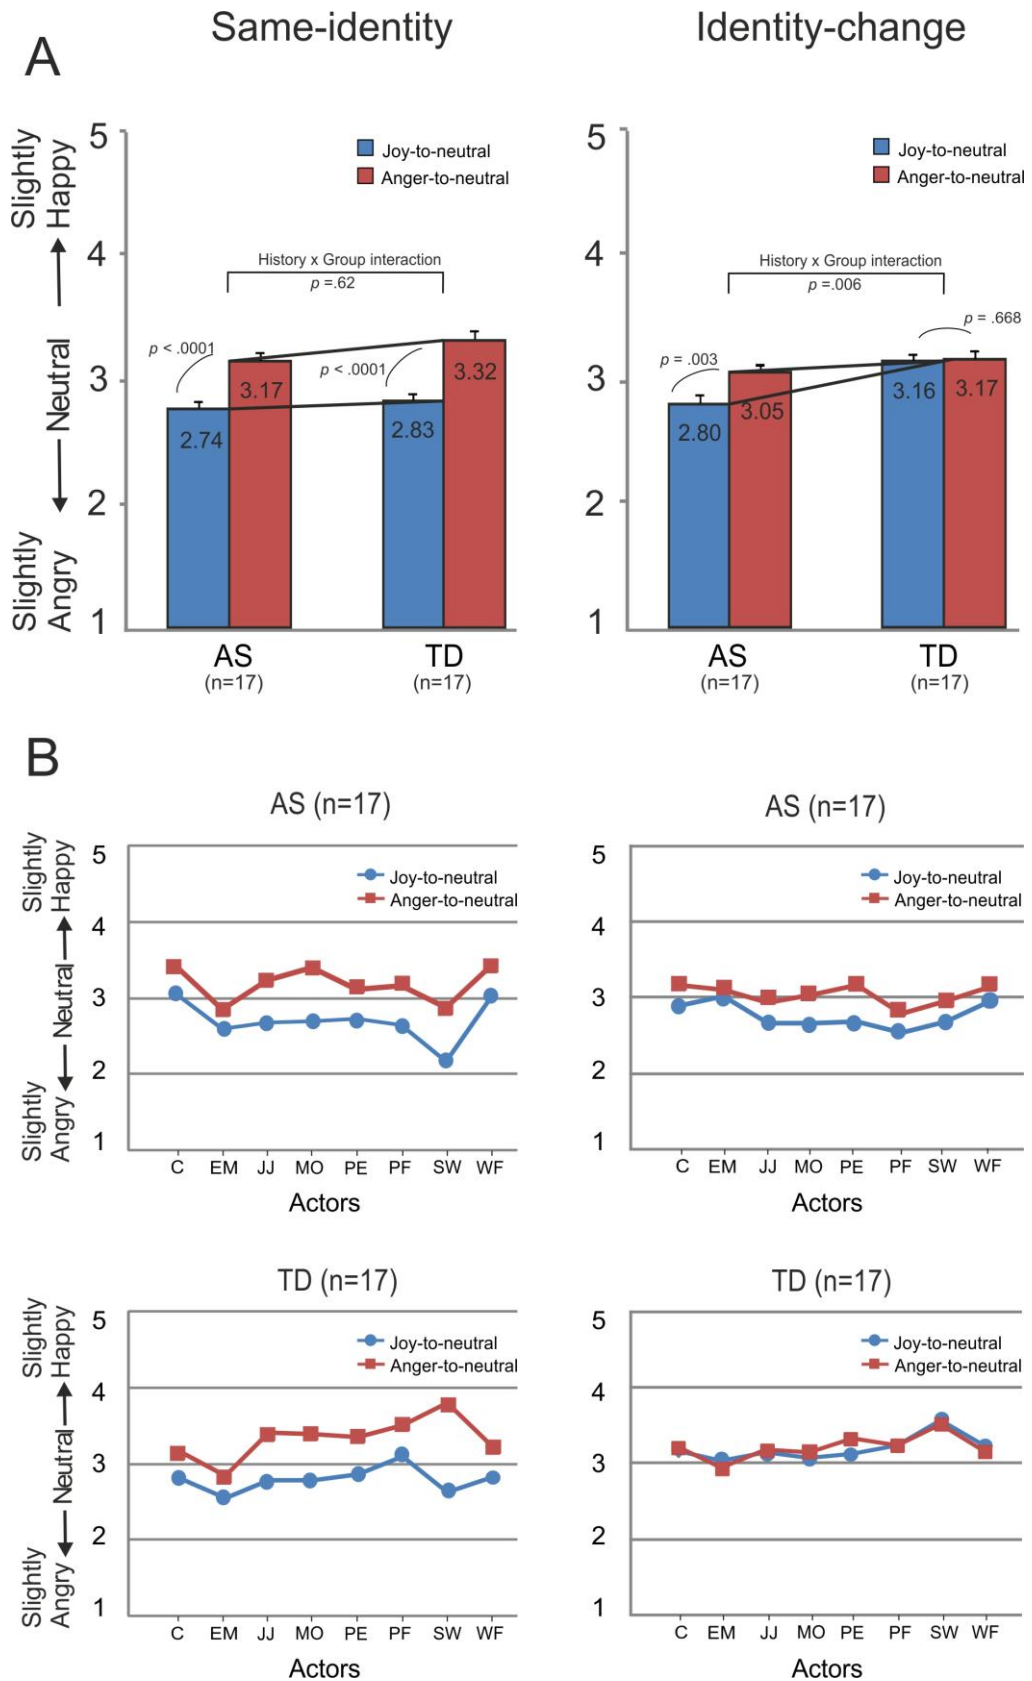 Same-identity
Identity-change
A
Slightly
Happy
Neutral
Slightly
Angry
5
4
3
2
1
Joy-to-neutral
Anger-to-neutral
History x Group interaction
p =.62
p < .0001
p < .0001
2.74
3.17
2.83
3.32
AS
(n=17)
TD
(n=17)
5
4
3
2
1
Joy-to-neutral
Anger-to-neutral
History x Group interaction
p =.006
p = .003
p = .668
2.80
3.05
3.16
3.17
AS
(n=17)
TD
(n=17)
B
AS (n=17)
Slightly
Happy
Neutral
Slightly
Angry
5
4
3
2
1
Joy-to-neutral
Anger-to-neutral
C EM JJ MO PE PF SW WF
Actors
AS (n=17)
5
4
3
2
1
Joy-to-neutral
Anger-to-neutral
C EM JJ MO PE PF SW WF
Actors
TD (n=17)
Slightly
Happy
Neutral
Slightly
Angry
5
4
3
2
1
Joy-to-neutral
Anger-to-neutral
C EM JJ MO PE PF SW WF
Actors
TD (n=17)
5
4
3
2
1
Joy-to-neutral
Anger-to-neutral
C EM JJ MO PE PF SW WF
Actors